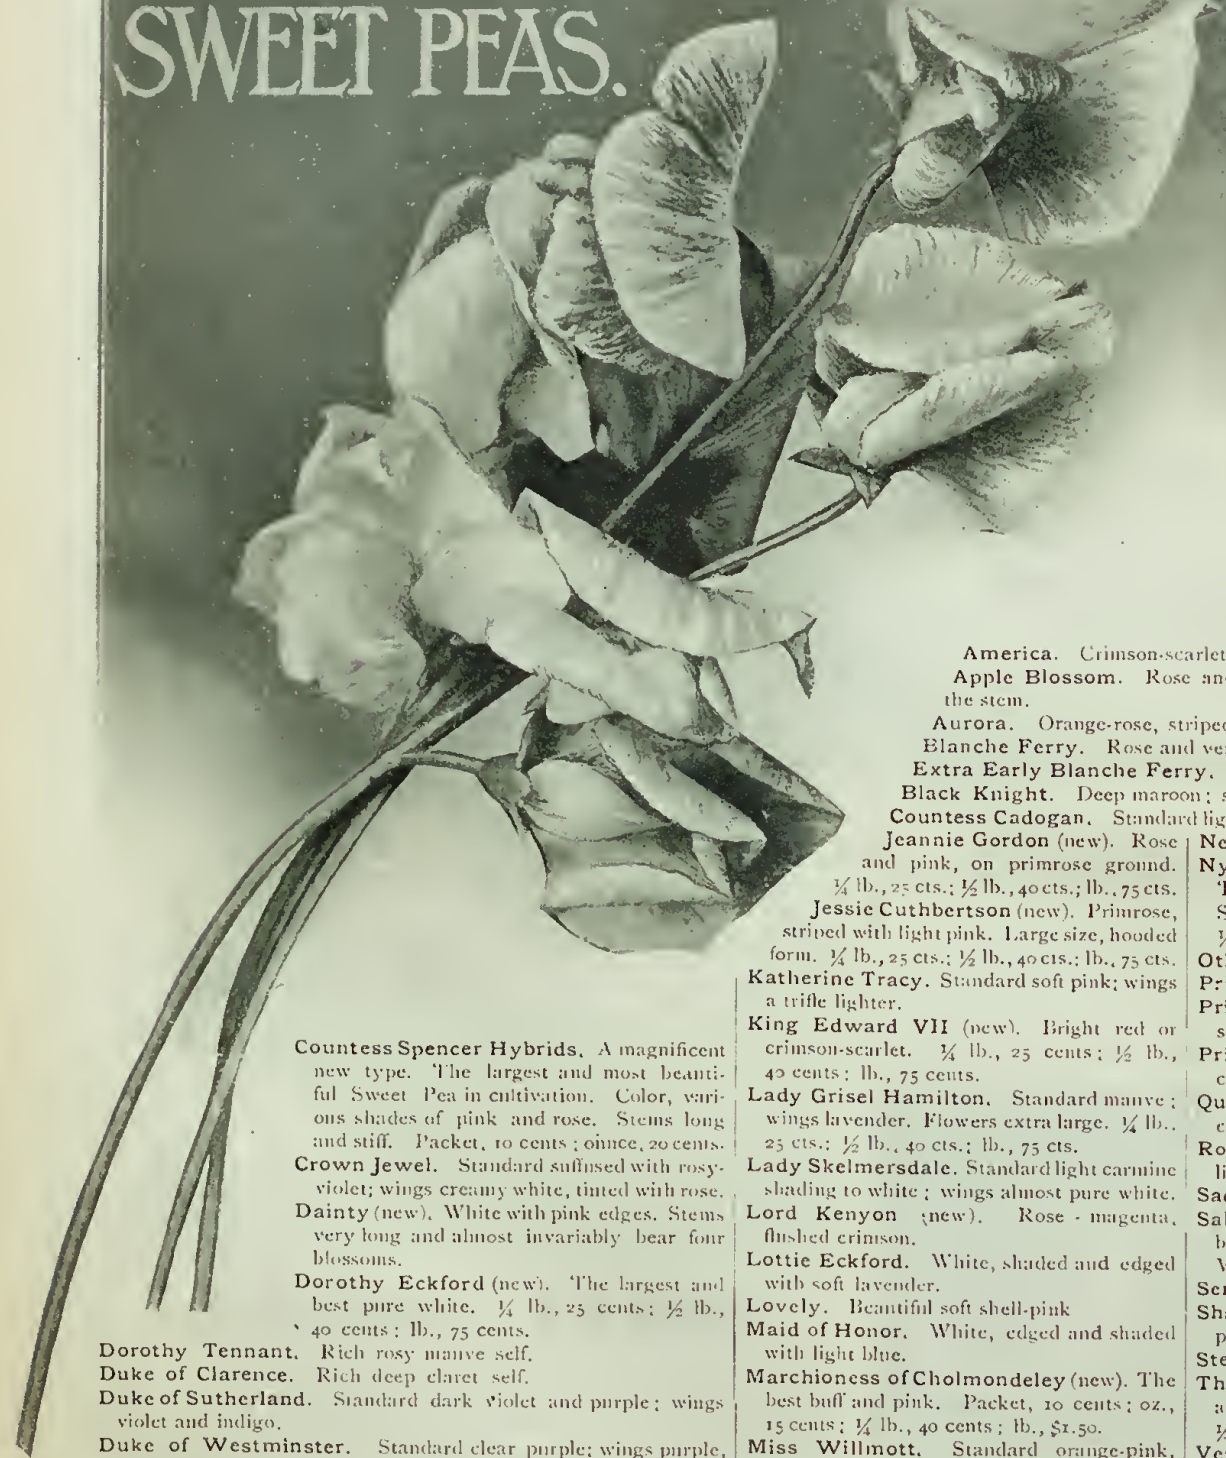 SWEET PEAS.
America. Crimson-scarlet
Apple Blossom. Rose an
the stem.
Aurora. Orange-rose, striped
Blanche Ferry. Rose and ve
Extra Early Blanche Ferry.
Black Knight. Deep maroon; s
Countess Cadogan. Standard lig
Countess Spencer Hybrids. A magnificent
new type. The largest and most beauti-
ful Sweet Pea in cultivation. Color, vari-
ous shades of pink and rose. Stems long
and stiff. Packet, 10 cents; ounce, 20 cents.
Crown Jewel. Standard suffused with rosy-
violet; wings creamy white, tinted with rose.
Dainty (new). White with pink edges. Stems
very long and almost invariably bear four
blossoms.
Dorothy Eckford (new). The largest and
best pure white. ¼ lb., 25 cents; ½ lb.,
40 cents; lb., 75 cents.
Dorothy Tennant. Rich rosy mauve self.
Duke of Clarence. Rich deep claret self.
Duke of Sutherland. Standard dark violet and purple; wings
violet and indigo.
Duke of Westminster. Standard clear purple; wings purple,
Jeannie Gordon (new). Rose
and pink, on primrose ground.
¼ lb., 25 cts.; ½ lb., 40 cts.; lb., 75 cts.
Jessie Cuthbertson (new). Primrose,
striped with light pink. Large size, hooded
form. ¼ lb., 25 cts.; ½ lb., 40 cts.; lb., 75 cts.
Katherine Tracy. Standard soft pink; wings
a trifle lighter.
King Edward VII (new). Bright red or
crimson-scarlet. ¼ lb., 25 cents; ½ lb.,
40 cents; lb., 75 cents.
Lady Grisel Hamilton. Standard mauve;
wings lavender. Flowers extra large. ¼ lb.,
25 cts.; ½ lb., 40 cts.; lb., 75 cts.
Lady Skelmersdale. Standard light carmine
shading to white; wings almost pure white.
Lord Kenyon (new). Rose-magenta,
flushed crimson.
Lottie Eckford. White, shaded and edged
with soft lavender.
Lovely. Beautiful soft shell-pink
Maid of Honor. White, edged and shaded
with light blue.
Marchioness of Cholmondeley (new). The
best buff and pink. Packet, 10 cents; oz.,
15 cents; ¼ lb., 40 cents; lb., $1.50.
Miss Willmott. Standard orange-pink,
Ne
Ny
Ot
Pr
Pri
s
Pri
c
Qu
c
Ro
li
Sa
Sal
b
Sh
p
Ste
Th
a
Ve